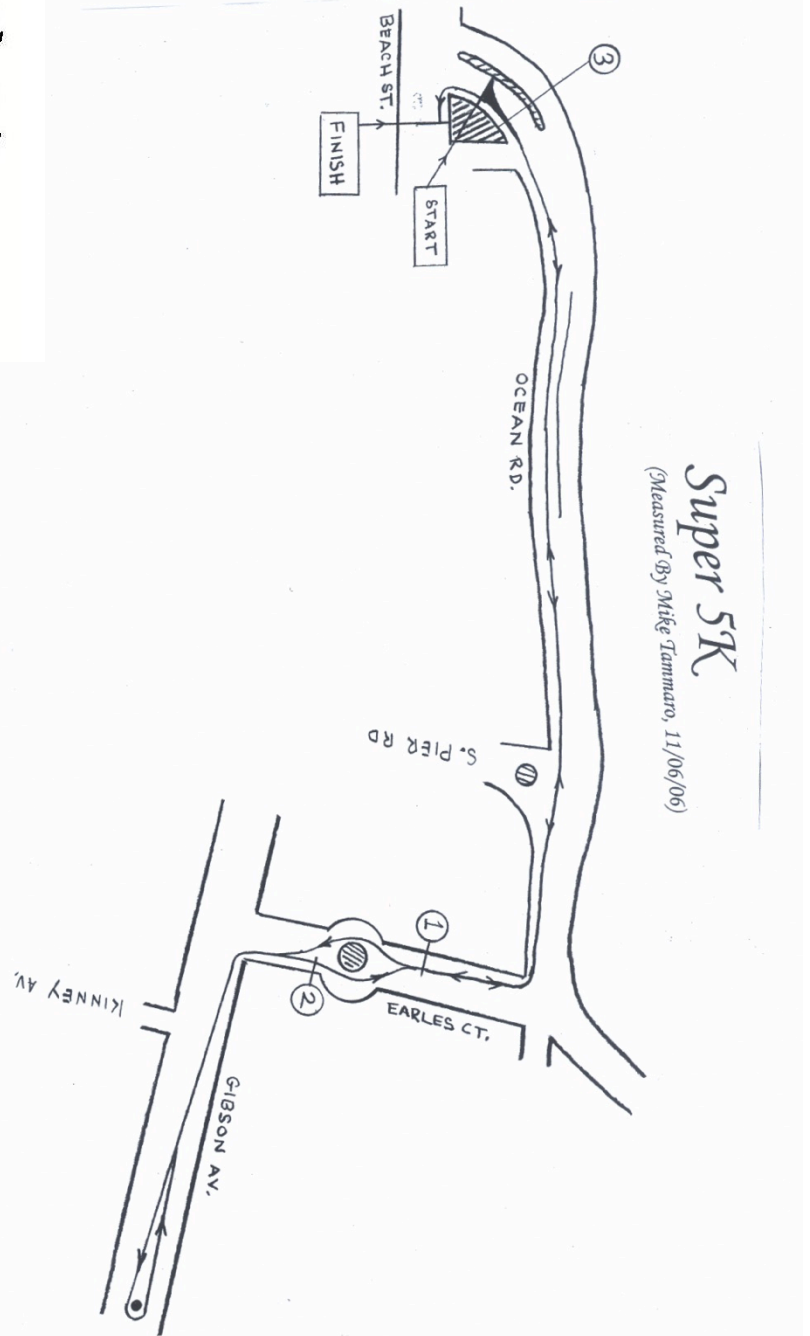 Super 5K
(Measured By Mike Tammaro, 11/06/06)
3
BEACH ST.
FINISH
START
OCEAN RD.
S. PIER RD
1
2
EARLES CT.
KINNEY AV.
GIBSON AV.